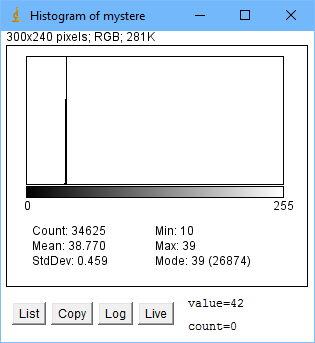 Histogram of mystere
300x240 pixels; RGB; 281K
0 255
Count: 34625 Min: 10
Mean: 38.770 Max: 39
StdDev: 0.459 Mode: 39 (26874)
List Copy Log Live value=42
count=0